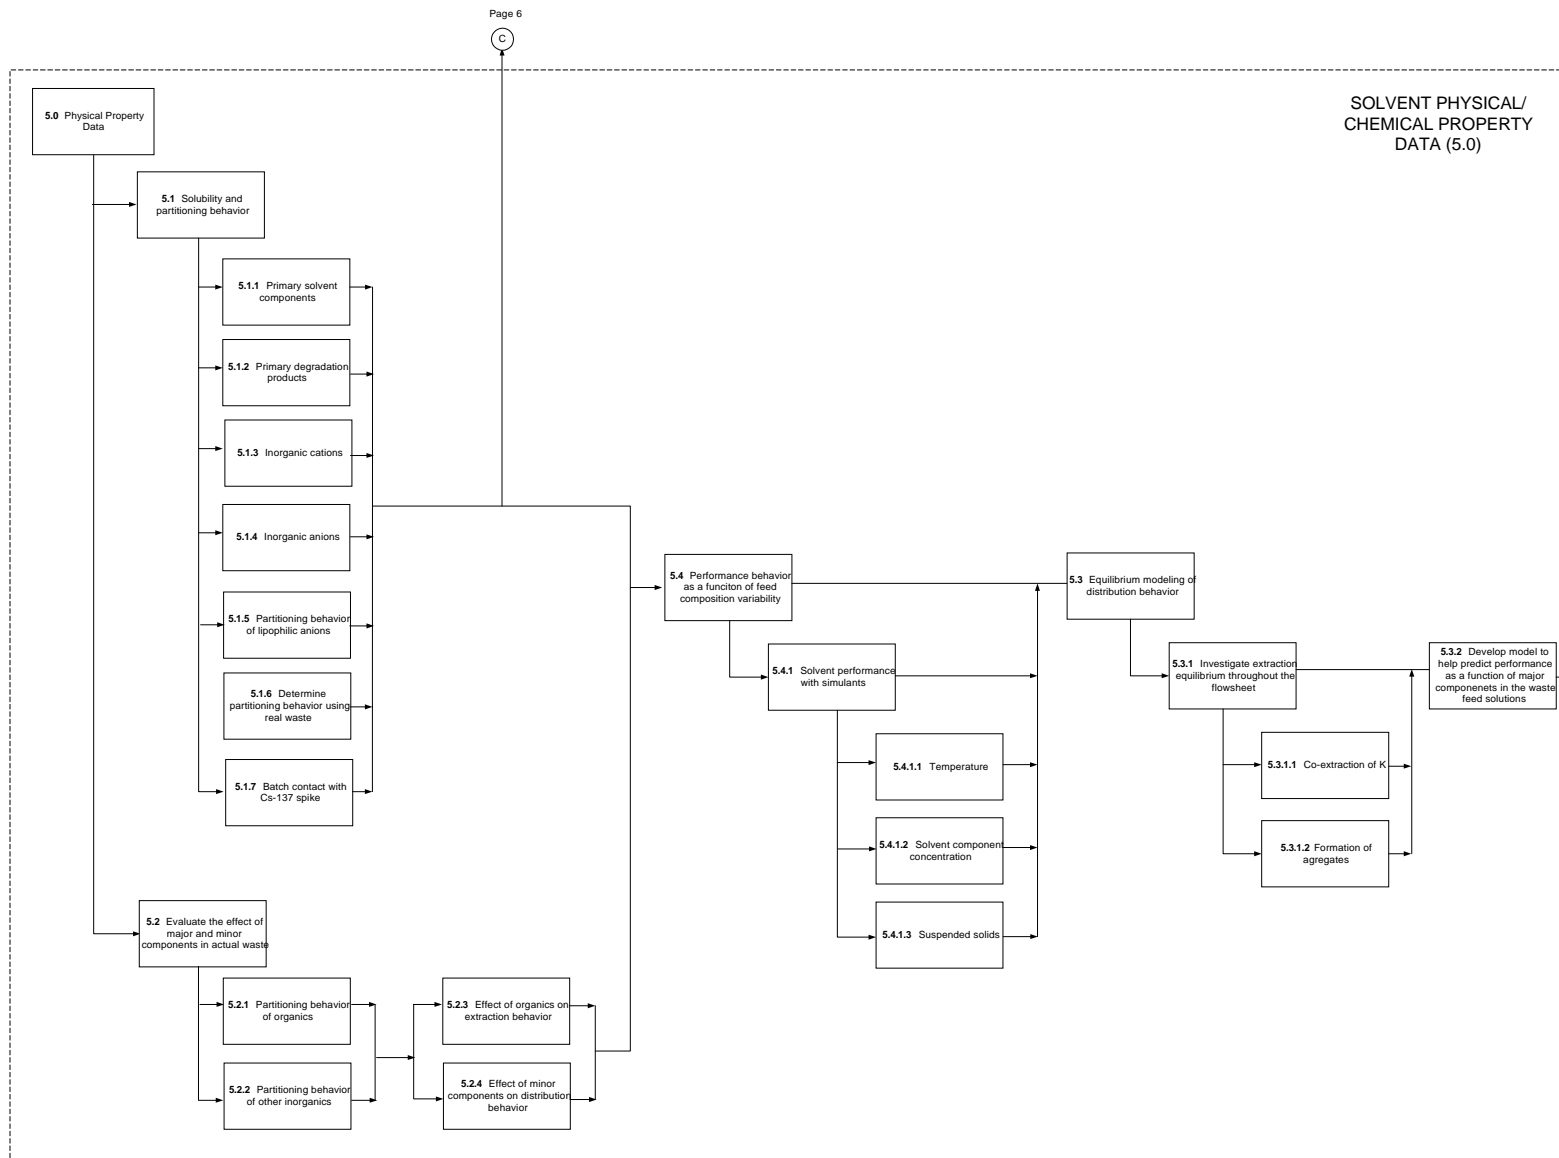 Page 6
C
SOLVENT PHYSICAL/
CHEMICAL PROPERTY
DATA (5.0)
5.0 Physical Property
Data
5.1 Solubility and
partitioning behavior
5.1.1 Primary solvent
components
5.1.2 Primary degradation
products
5.1.3 Inorganic cations
5.1.4 Inorganic anions
5.1.5 Partitioning behavior
of lipophilic anions
5.1.6 Determine
partitioning behavior using
real waste
5.1.7 Batch contact with
Cs-137 spike
5.2 Evaluate the effect of
major and minor
components in actual waste
5.2.1 Partitioning behavior
of organics
5.2.2 Partitioning behavior
of other inorganics
5.2.3 Effect of organics on
extraction behavior
5.2.4 Effect of minor
components on distribution
behavior
5.4 Performance behavior
as a funciton of feed
composition variability
5.4.1 Solvent performance
with simulants
5.4.1.1 Temperature
5.4.1.2 Solvent component
concentration
5.4.1.3 Suspended solids
5.3 Equilibrium modeling of
distribution behavior
5.3.1 Investigate extraction
equilibrium throughout the
flowsheet
5.3.1.1 Co-extraction of K
5.3.1.2 Formation of
agregates
5.3.2 Develop model to
help predict performance
as a function of major
componenets in the waste
feed solutions